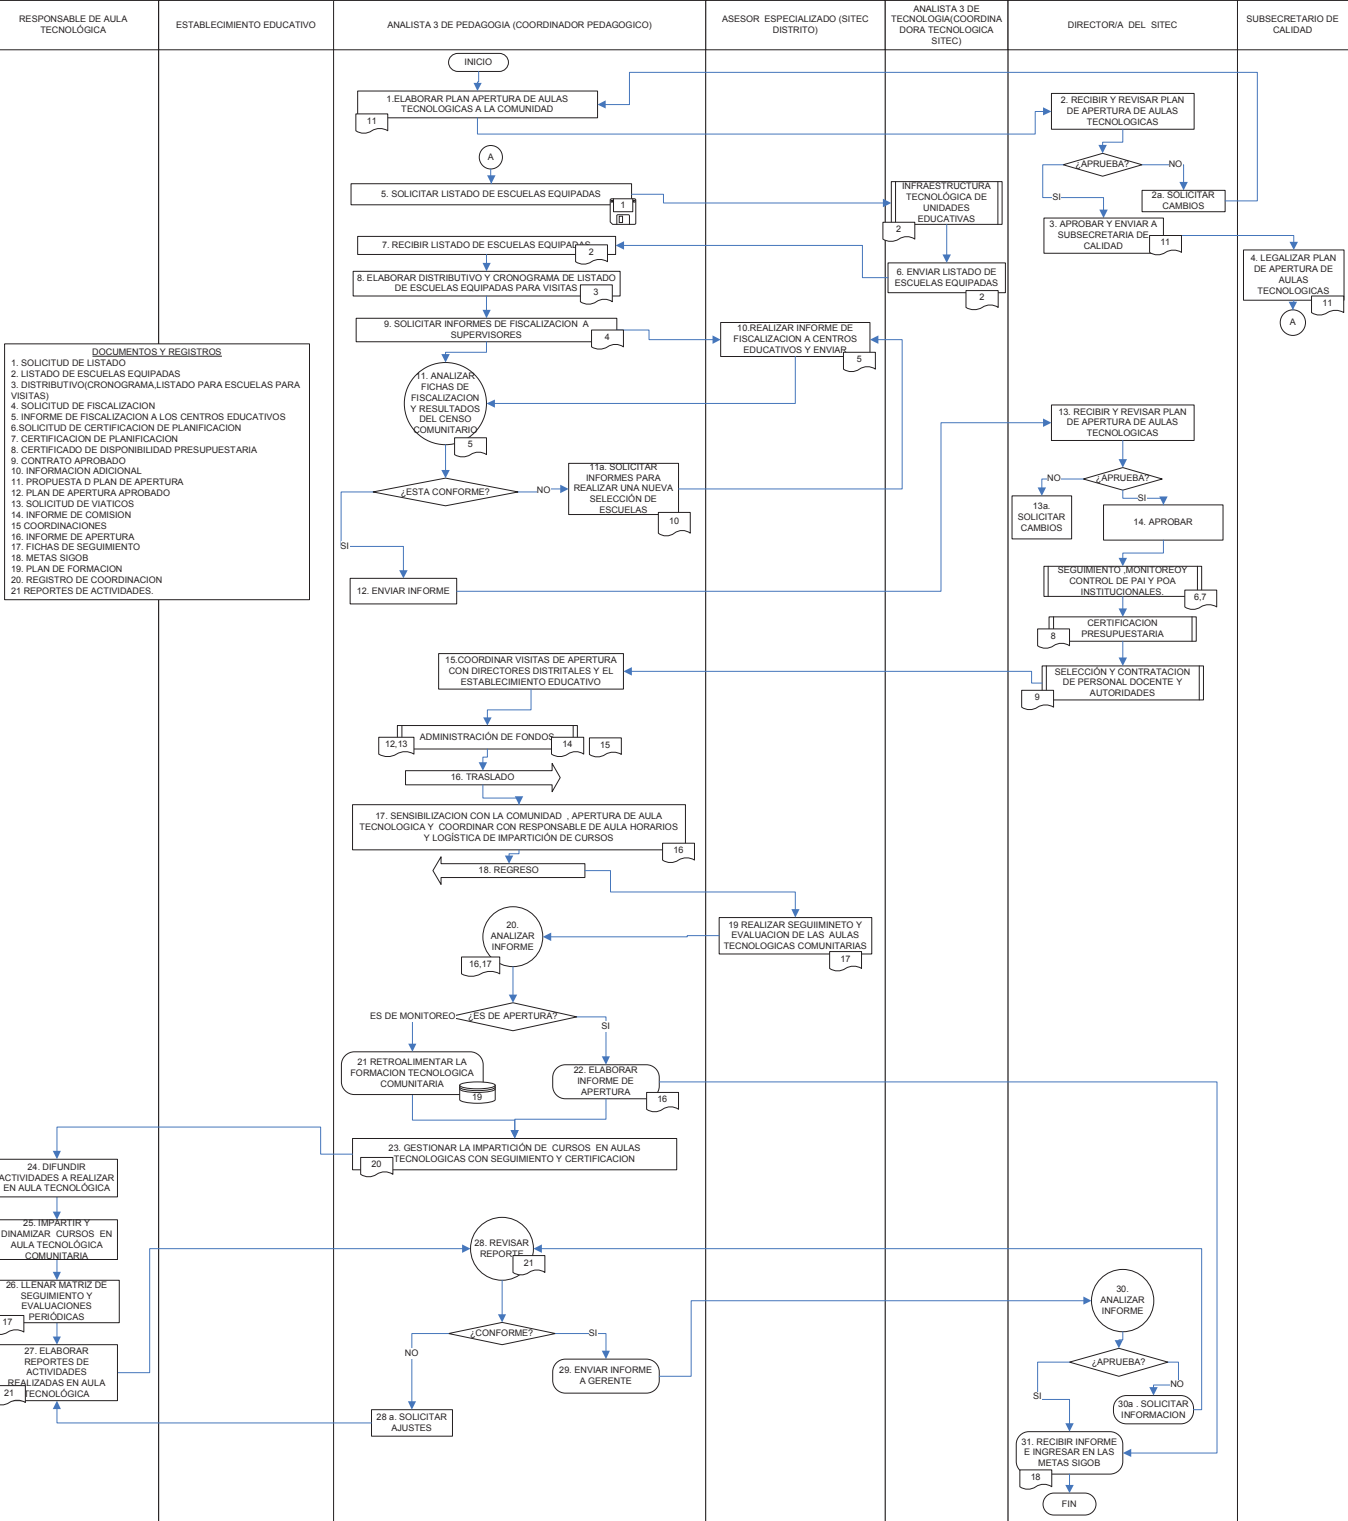 RESPONSABLE DE AULA
TECNOLÓGICA
ESTABLECIMIENTO EDUCATIVO
ANALISTA 3 DE PEDAGOGIA (COORDINADOR PEDAGOGICO)
ASESOR ESPECIALIZADO (SITEC
DISTRITO)
ANALISTA 3 DE
TECNOLOGIA(COORDINA
DORA TECNOLOGICA
SITEC)
DIRECTOR/A DEL SITEC
SUBSECRETARIO DE
CALIDAD
INICIO
1.ELABORAR PLAN APERTURA DE AULAS
TECNOLOGICAS A LA COMUNIDAD
11
2. RECIBIR Y REVISAR PLAN
DE APERTURA DE AULAS
TECNOLOGICAS
¿APRUEBA?
NO
SI
2a. SOLICITAR
CAMBIOS
3. APROBAR Y ENVIAR A
SUBSECRETARIA DE
CALIDAD
11
4. LEGALIZAR PLAN
DE APERTURA DE
AULAS
TECNOLOGICAS
11
A
A
5. SOLICITAR LISTADO DE ESCUELAS EQUIPADAS
1
INFRAESTRUCTURA
TECNOLÓGICA DE
UNIDADES
EDUCATIVAS
2
6. ENVIAR LISTADO DE
ESCUELAS EQUIPADAS
2
7. RECIBIR LISTADO DE ESCUELAS EQUIPADAS
2
8. ELABORAR DISTRIBUTIVO Y CRONOGRAMA DE LISTADO
DE ESCUELAS EQUIPADAS PARA VISITAS
3
9. SOLICITAR INFORMES DE FISCALIZACION A
SUPERVISORES
4
10.REALIZAR INFORME DE
FISCALIZACION A CENTROS
EDUCATIVOS Y ENVIAR
5
DOCUMENTOS Y REGISTROS
1. SOLICITUD DE LISTADO
2. LISTADO DE ESCUELAS EQUIPADAS
3. DISTRIBUTIVO(CRONOGRAMA,LISTADO PARA ESCUELAS PARA
VISITAS)
4. SOLICITUD DE FISCALIZACION
5. INFORME DE FISCALIZACION A LOS CENTROS EDUCATIVOS
6.SOLICITUD DE CERTIFICACION DE PLANIFICACION
7. CERTIFICACION DE PLANIFICACION
8. CERTIFICADO DE DISPONIBILIDAD PRESUPUESTARIA
9. CONTRATO APROBADO
10. INFORMACION ADICIONAL
11. PROPUESTA D PLAN DE APERTURA
12. PLAN DE APERTURA APROBADO
13. SOLICITUD DE VIATICOS
14. INFORME DE COMISION
15 COORDINACIONES
16. INFORME DE APERTURA
17. FICHAS DE SEGUIMIENTO
18. METAS SIGOB
19. PLAN DE FORMACION
20. REGISTRO DE COORDINACION
21 REPORTES DE ACTIVIDADES.
11. ANALIZAR
FICHAS DE
FISCALIZACION
Y RESULTADOS
DEL CENSO
COMUNITARIO
5
¿ESTA CONFORME?
NO
SI
11a. SOLICITAR
INFORMES PARA
REALIZAR UNA NUEVA
SELECCIÓN DE
ESCUELAS
10
12. ENVIAR INFORME
13. RECIBIR Y REVISAR PLAN
DE APERTURA DE AULAS
TECNOLOGICAS
¿APRUEBA?
NO
SI
13a.
SOLICITAR
CAMBIOS
14. APROBAR
SEGUIMIENTO ,MONITOREOY
CONTROL DE PAI Y POA
INSTITUCIONALES.
6,7
CERTIFICACION
PRESUPUESTARIA
8
SELECCIÓN Y CONTRATACION
DE PERSONAL DOCENTE Y
AUTORIDADES
9
15.COORDINAR VISITAS DE APERTURA
CON DIRECTORES DISTRITALES Y EL
ESTABLECIMIENTO EDUCATIVO
ADMINISTRACIÓN DE FONDOS
12,13
14
15
16. TRASLADO
17. SENSIBILIZACION CON LA COMUNIDAD , APERTURA DE AULA
TECNOLOGICA Y COORDINAR CON RESPONSABLE DE AULA HORARIOS
Y LOGÍSTICA DE IMPARTICIÓN DE CURSOS
16
18. REGRESO
19 REALIZAR SEGUIMINETO Y
EVALUACION DE LAS AULAS
TECNOLOGICAS COMUNITARIAS
17
20.
ANALIZAR
INFORME
16,17
ES DE MONITOREO
¿ES DE APERTURA?
SI
21 RETROALIMENTAR LA
FORMACION TECNOLOGICA
COMUNITARIA
19
22. ELABORAR
INFORME DE
APERTURA
16
23. GESTIONAR LA IMPARTICIÓN DE CURSOS EN AULAS
TECNOLOGICAS CON SEGUIMIENTO Y CERTIFICACION
20
24. DIFUNDIR
ACTIVIDADES A REALIZAR
EN AULA TECNOLÓGICA
25. IMPARTIR Y
DINAMIZAR CURSOS EN
AULA TECNOLÓGICA
COMUNITARIA
26. LLENAR MATRIZ DE
SEGUIMIENTO Y
EVALUACIONES
PERIÓDICAS
17
27. ELABORAR
REPORTES DE
ACTIVIDADES
REALIZADAS EN AULA
TECNOLÓGICA
21
28. REVISAR
REPORTE
21
¿CONFORME?
SI
NO
29. ENVIAR INFORME
A GERENTE
28 a. SOLICITAR
AJUSTES
30.
ANALIZAR
INFORME
¿APRUEBA?
NO
SI
30a . SOLICITAR
INFORMACION
31. RECIBIR INFORME
E INGRESAR EN LAS
METAS SIGOB
18
FIN